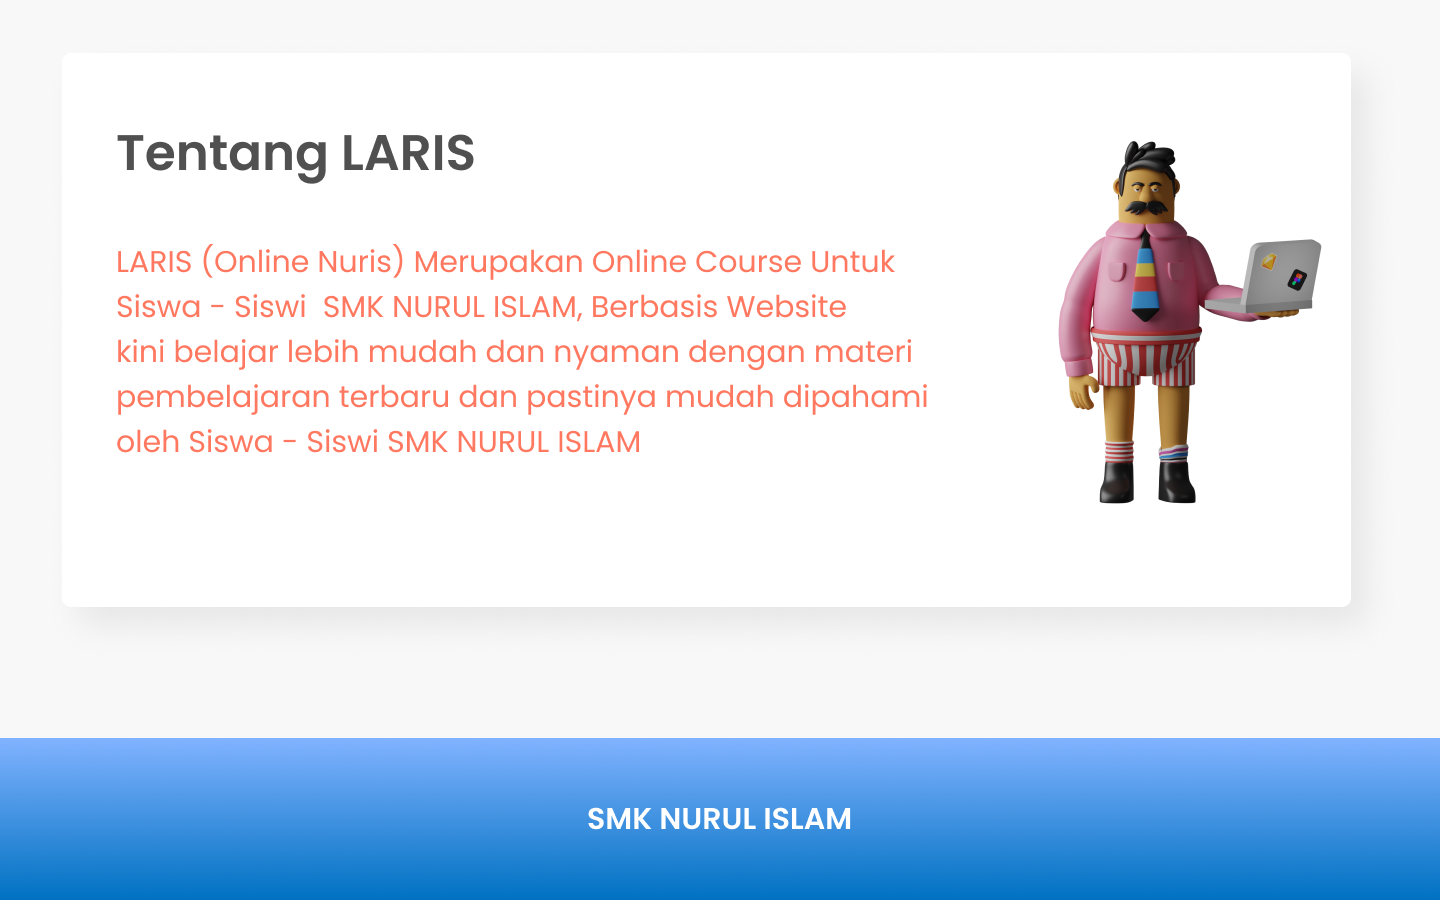 Tentang LARIS
LARIS (Online Nuris) Merupakan Online Course Untuk
Siswa - Siswi  SMK NURUL ISLAM, Berbasis Website
kini belajar lebih mudah dan nyaman dengan materi
pembelajaran terbaru dan pastinya mudah dipahami
oleh Siswa - Siswi SMK NURUL ISLAM
SMK NURUL ISLAM